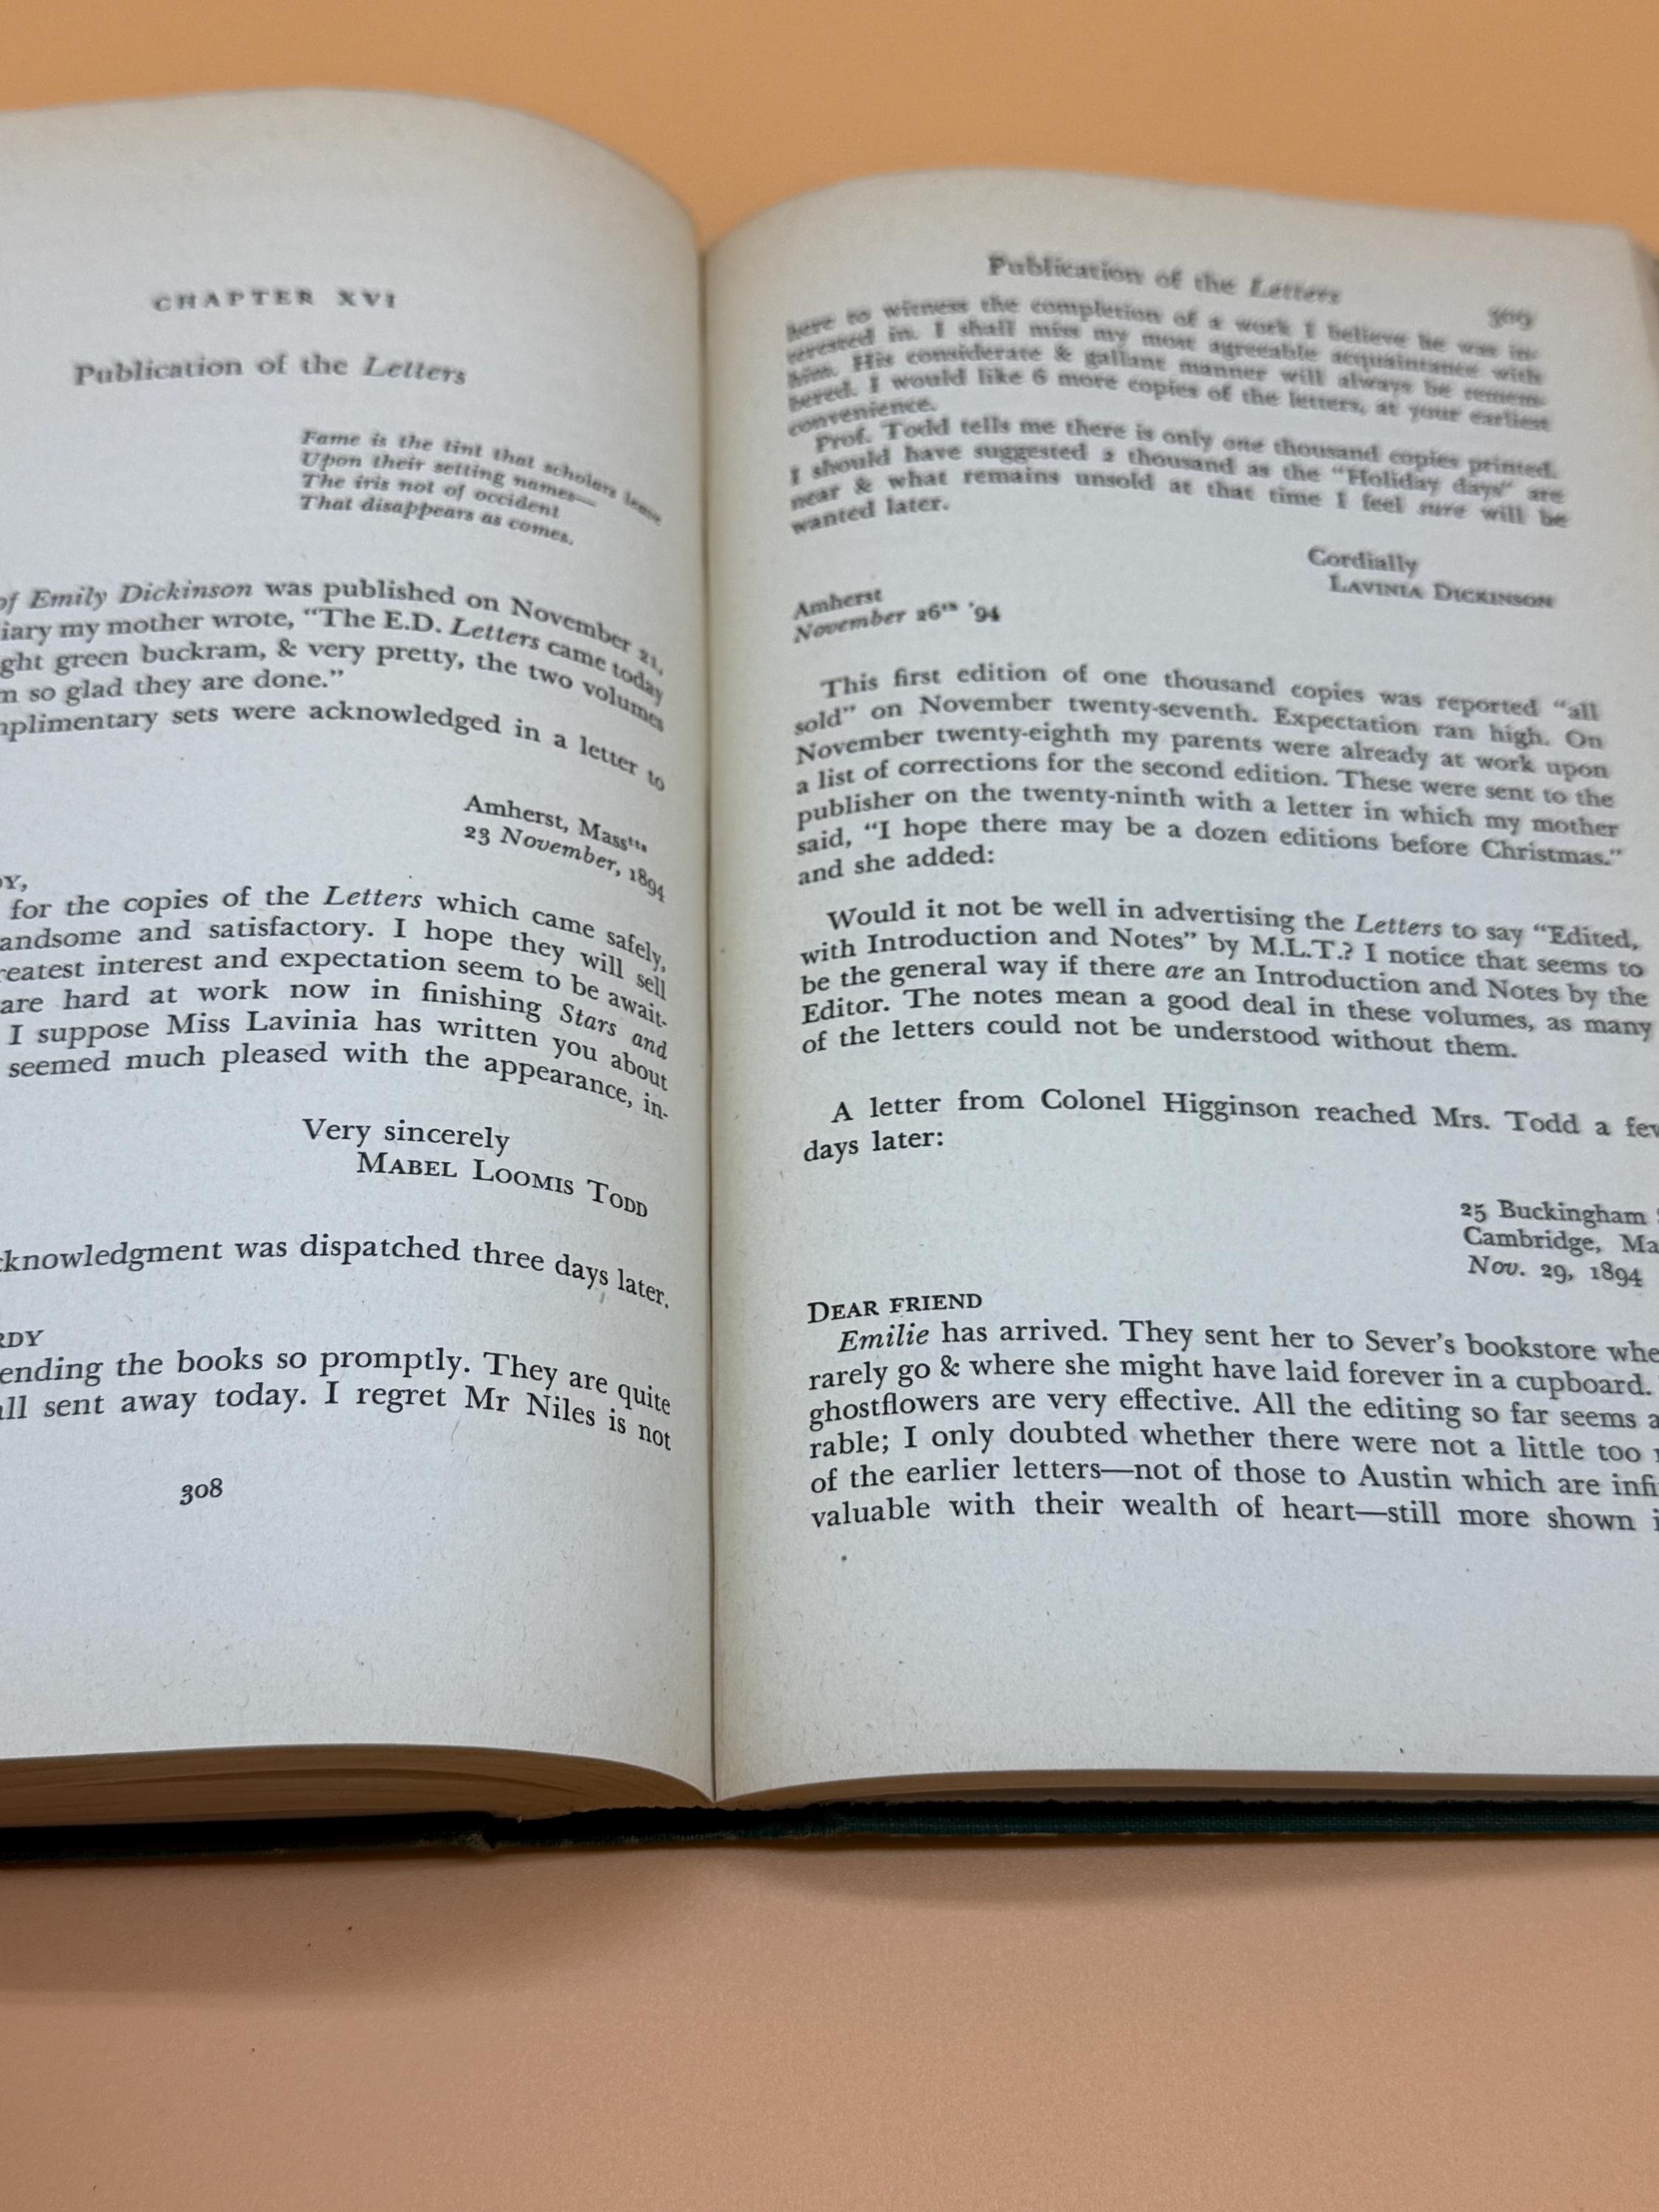 CHAPTER XVI
Publication of the Letters
Fame is the tint that scholars leave
Upon their setting names—
The iris not of occident
That disappears as comes.
of Emily Dickinson was published on November 21,
my mother wrote, "The E.D. Letters came today
green buckram, & very pretty, the two volumes
so glad they are done."
sets were acknowledged in a letter to
Amherst, Massᵗᵗˢ
23 November, 1894
for the copies of the Letters which came safely,
and satisfactory. I hope they will sell
interest and expectation seem to be await-
are hard at work now in finishing Stars and
I suppose Miss Lavinia has written you about
seemed much pleased with the appearance, in-
Very sincerely
MABEL LOOMIS TODD
was dispatched three days later.
the books so promptly. They are quite
sent away today. I regret Mr Niles is not
308
Publication of the Letters
309
here to witness the completion of a work I believe he was in-
terested in. I shall miss my most agreeable acquaintance with
him. His considerate & gallant manner will always be remem-
bered. I would like 6 more copies of the letters, at your earliest
convenience.
Prof. Todd tells me there is only one thousand copies printed.
I should have suggested 2 thousand as the "Holiday days" are
near & what remains unsold at that time I feel sure will be
wanted later.
Cordially
LAVINIA DICKINSON
Amherst
November 26ᵗʰ '94
This first edition of one thousand copies was reported "all
sold" on November twenty-seventh. Expectation ran high. On
November twenty-eighth my parents were already at work upon
a list of corrections for the second edition. These were sent to the
publisher on the twenty-ninth with a letter in which my mother
said, "I hope there may be a dozen editions before Christmas."
and she added:
Would it not be well in advertising the Letters to say "Edited,
with Introduction and Notes" by M.L.T.? I notice that seems to
be the general way if there are an Introduction and Notes by the
Editor. The notes mean a good deal in these volumes, as many
of the letters could not be understood without them.
A letter from Colonel Higginson reached Mrs. Todd a few
days later:
25 Buckingham
Cambridge,
Nov. 29, 1894
DEAR FRIEND
Emilie has arrived. They sent her to Sever's bookstore
rarely go & where she might have laid forever in a cupboard.
ghostflowers are very effective. All the editing so far seems
rable; I only doubted whether there were not a little too
of the earlier letters—not of those to Austin which are
valuable with their wealth of heart—still more shown